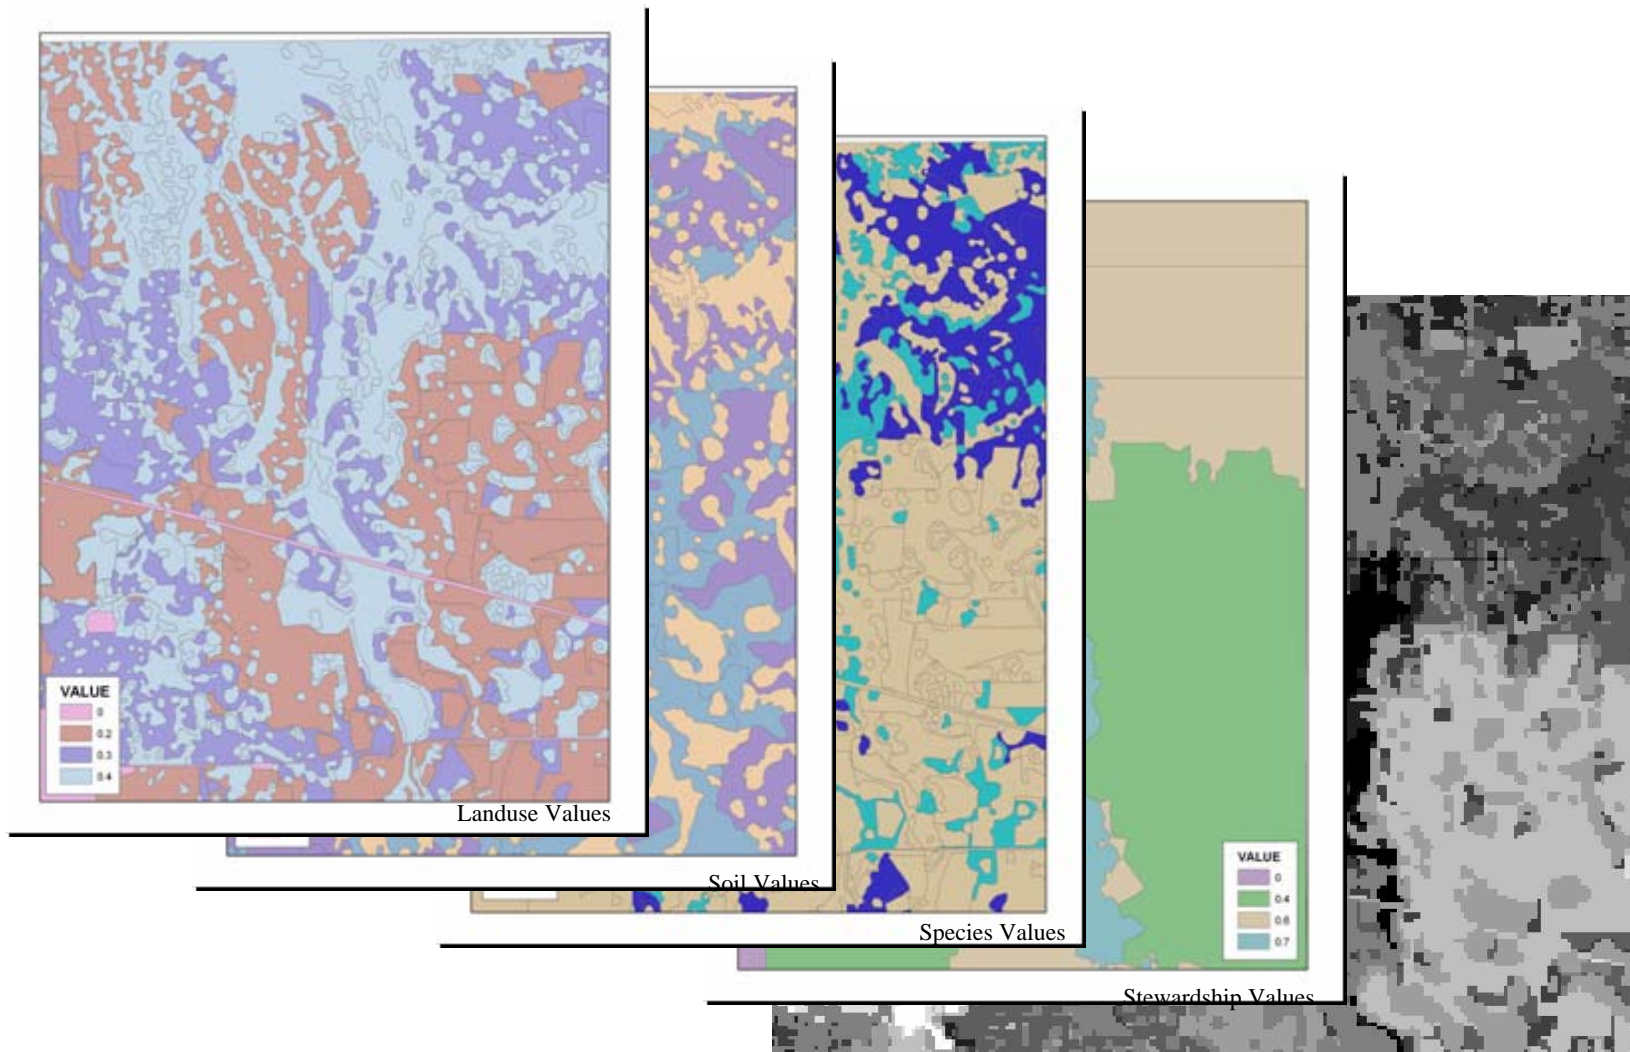 VALUE
0
0.2
0.3
0.4
Landuse Values
Soil Values
Species Values
VALUE
0
0.4
0.6
0.7
Stewardship Values